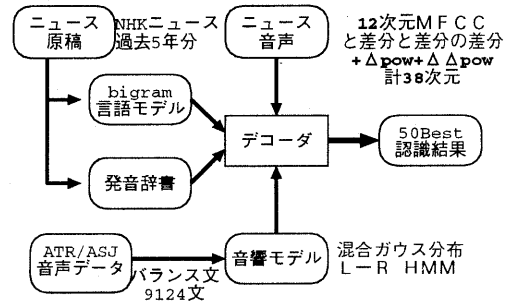 ニュース
原稿
NHKニュース
過去5年分
ニュース
音声
12次元ＭＦＣＣ
と差分と差分の差分
+Δpow+ΔΔpow
計38次元
bigram
言語モデル
デコーダ
50Best
認識結果
発音辞書
ATR/ASJ
音声データ
バランス文
9124文
音響モデル
混合ガウス分布
Ｌ－Ｒ ＨＭＭ